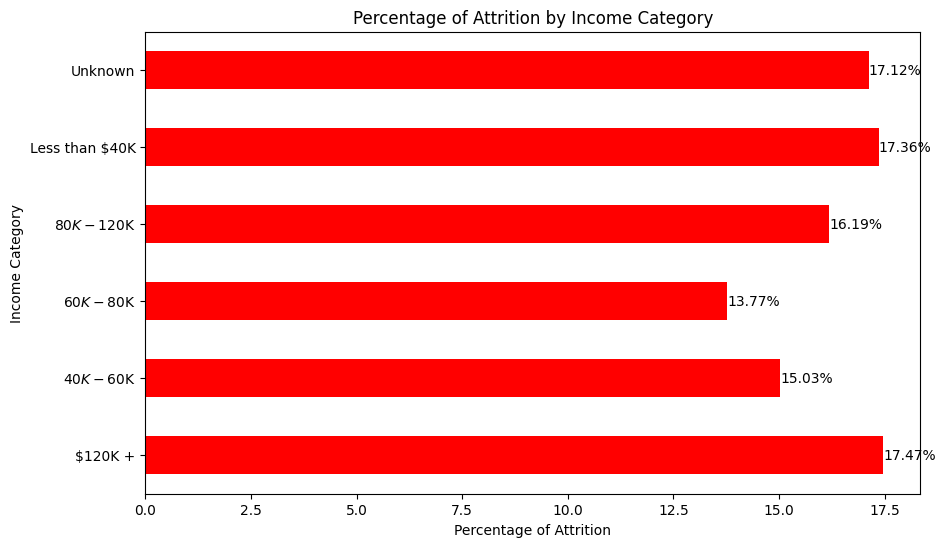 Percentage of Attrition by Income Category
Unknown
17.12%
Less than $40K
17.36%
80K - 120K
16.19%
60K - 80K
13.77%
40K - 60K
15.03%
$120K +
17.47%
Income Category
0.0 2.5 5.0 7.5 10.0 12.5 15.0 17.5
Percentage of Attrition